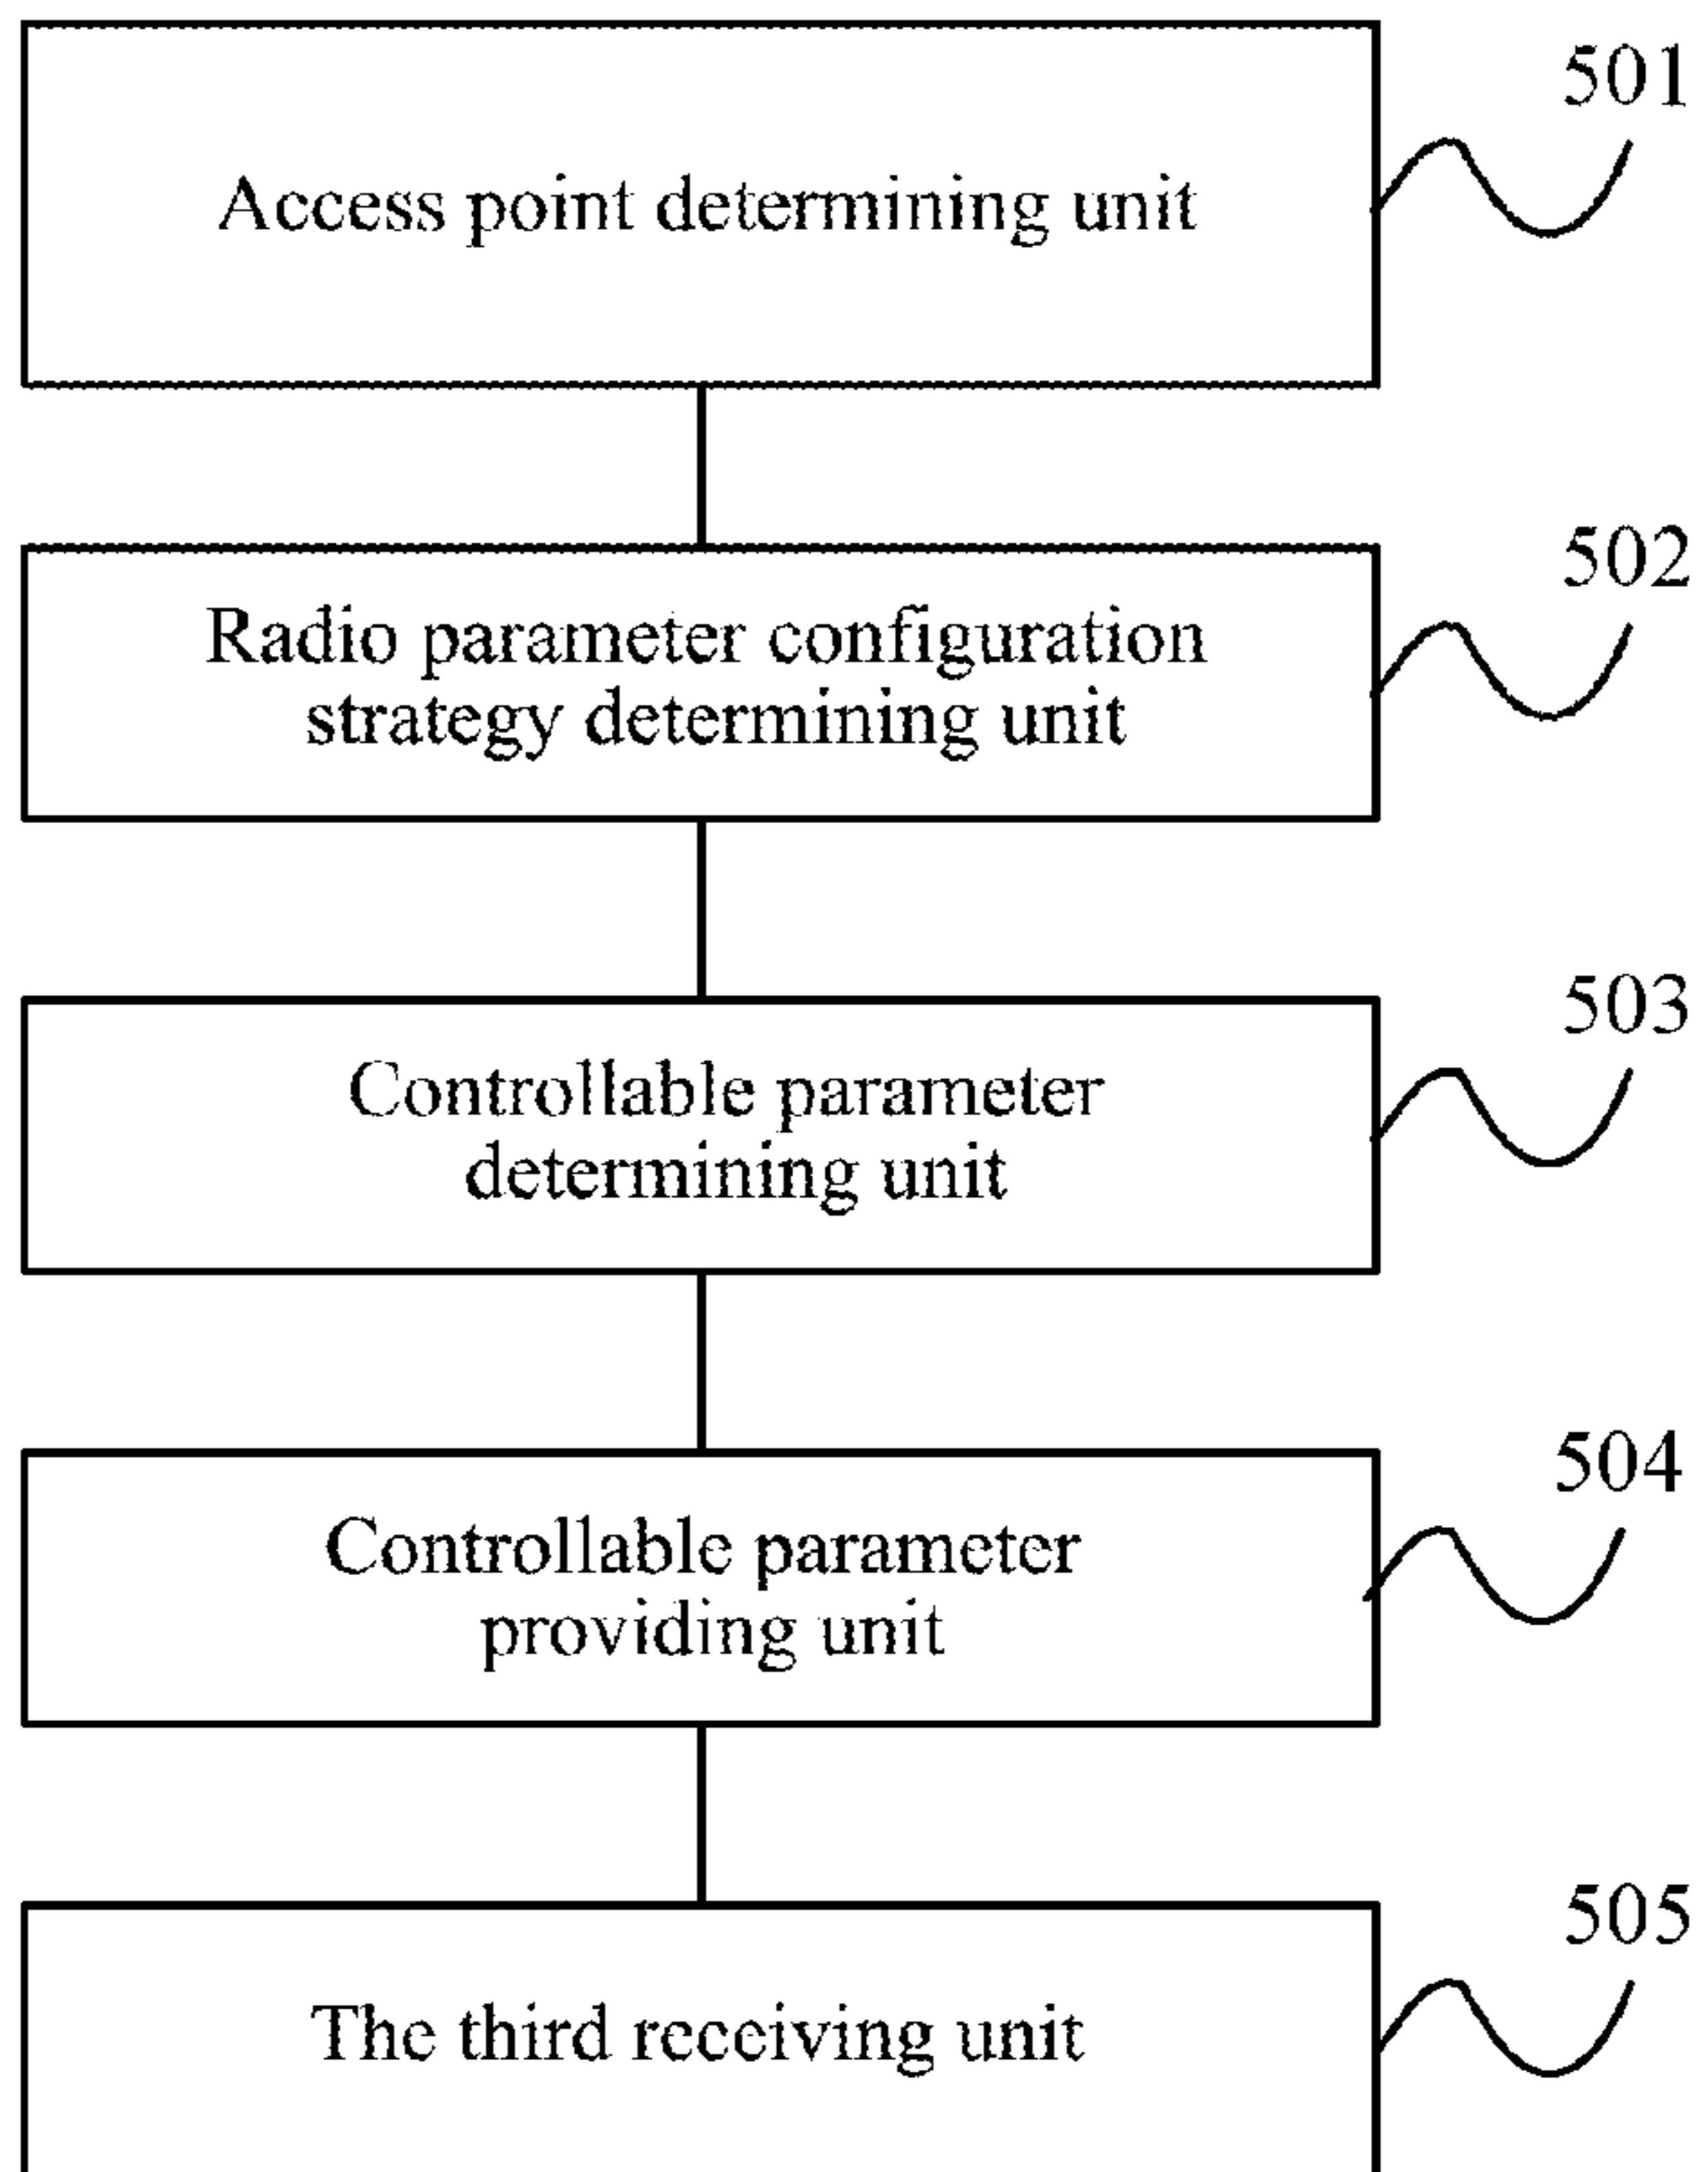 501
Access point determining unit
502
Radio parameter configuration
strategy determining unit
503
Controllable parameter
determining unit
504
Controllable parameter
providing unit
505
The third receiving unit